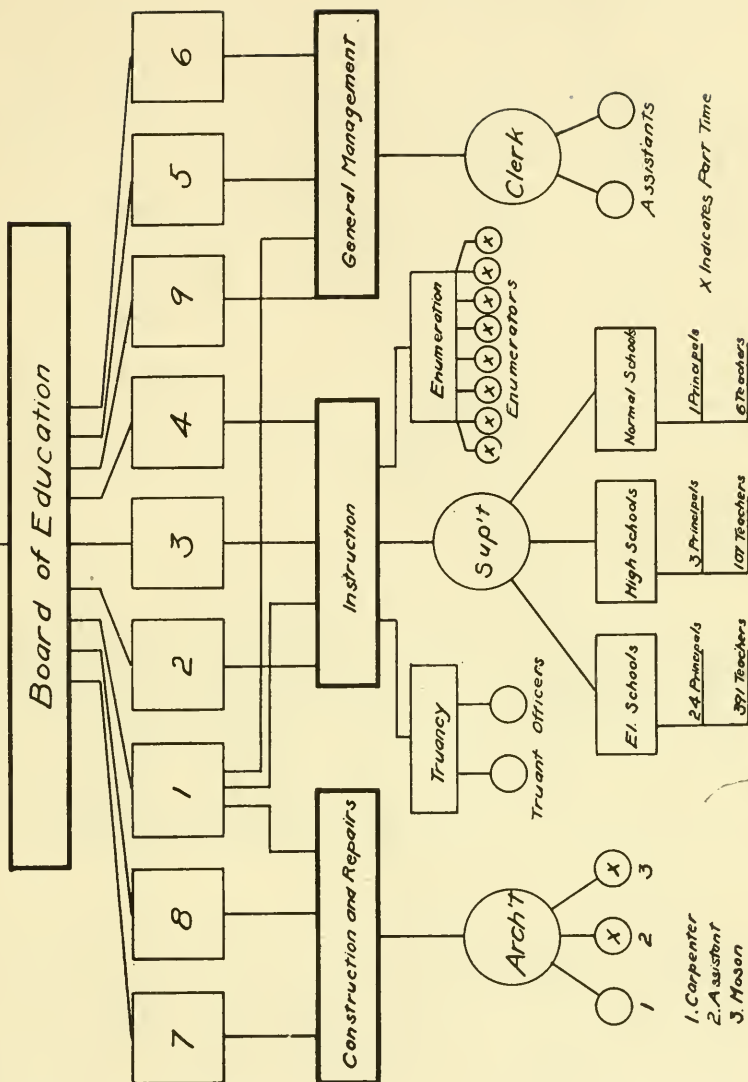 Board of Education
7 8 1 2 3 4 9 5 6
Construction and Repairs
Instruction
General Management
Truancy
Truant Officers
Enumeration
X X X X X X X X
Enumerators
Arch't
X X
1 2 3
Sup't
Clerk
Assistants
1. Carpenter
2. Assistant
3. Mason
El. Schools
High Schools
Normal Schools
24 Principals
3 Principals
1 Principals
391 Teachers
107 Teachers
6 Teachers
X Indicates Part Time